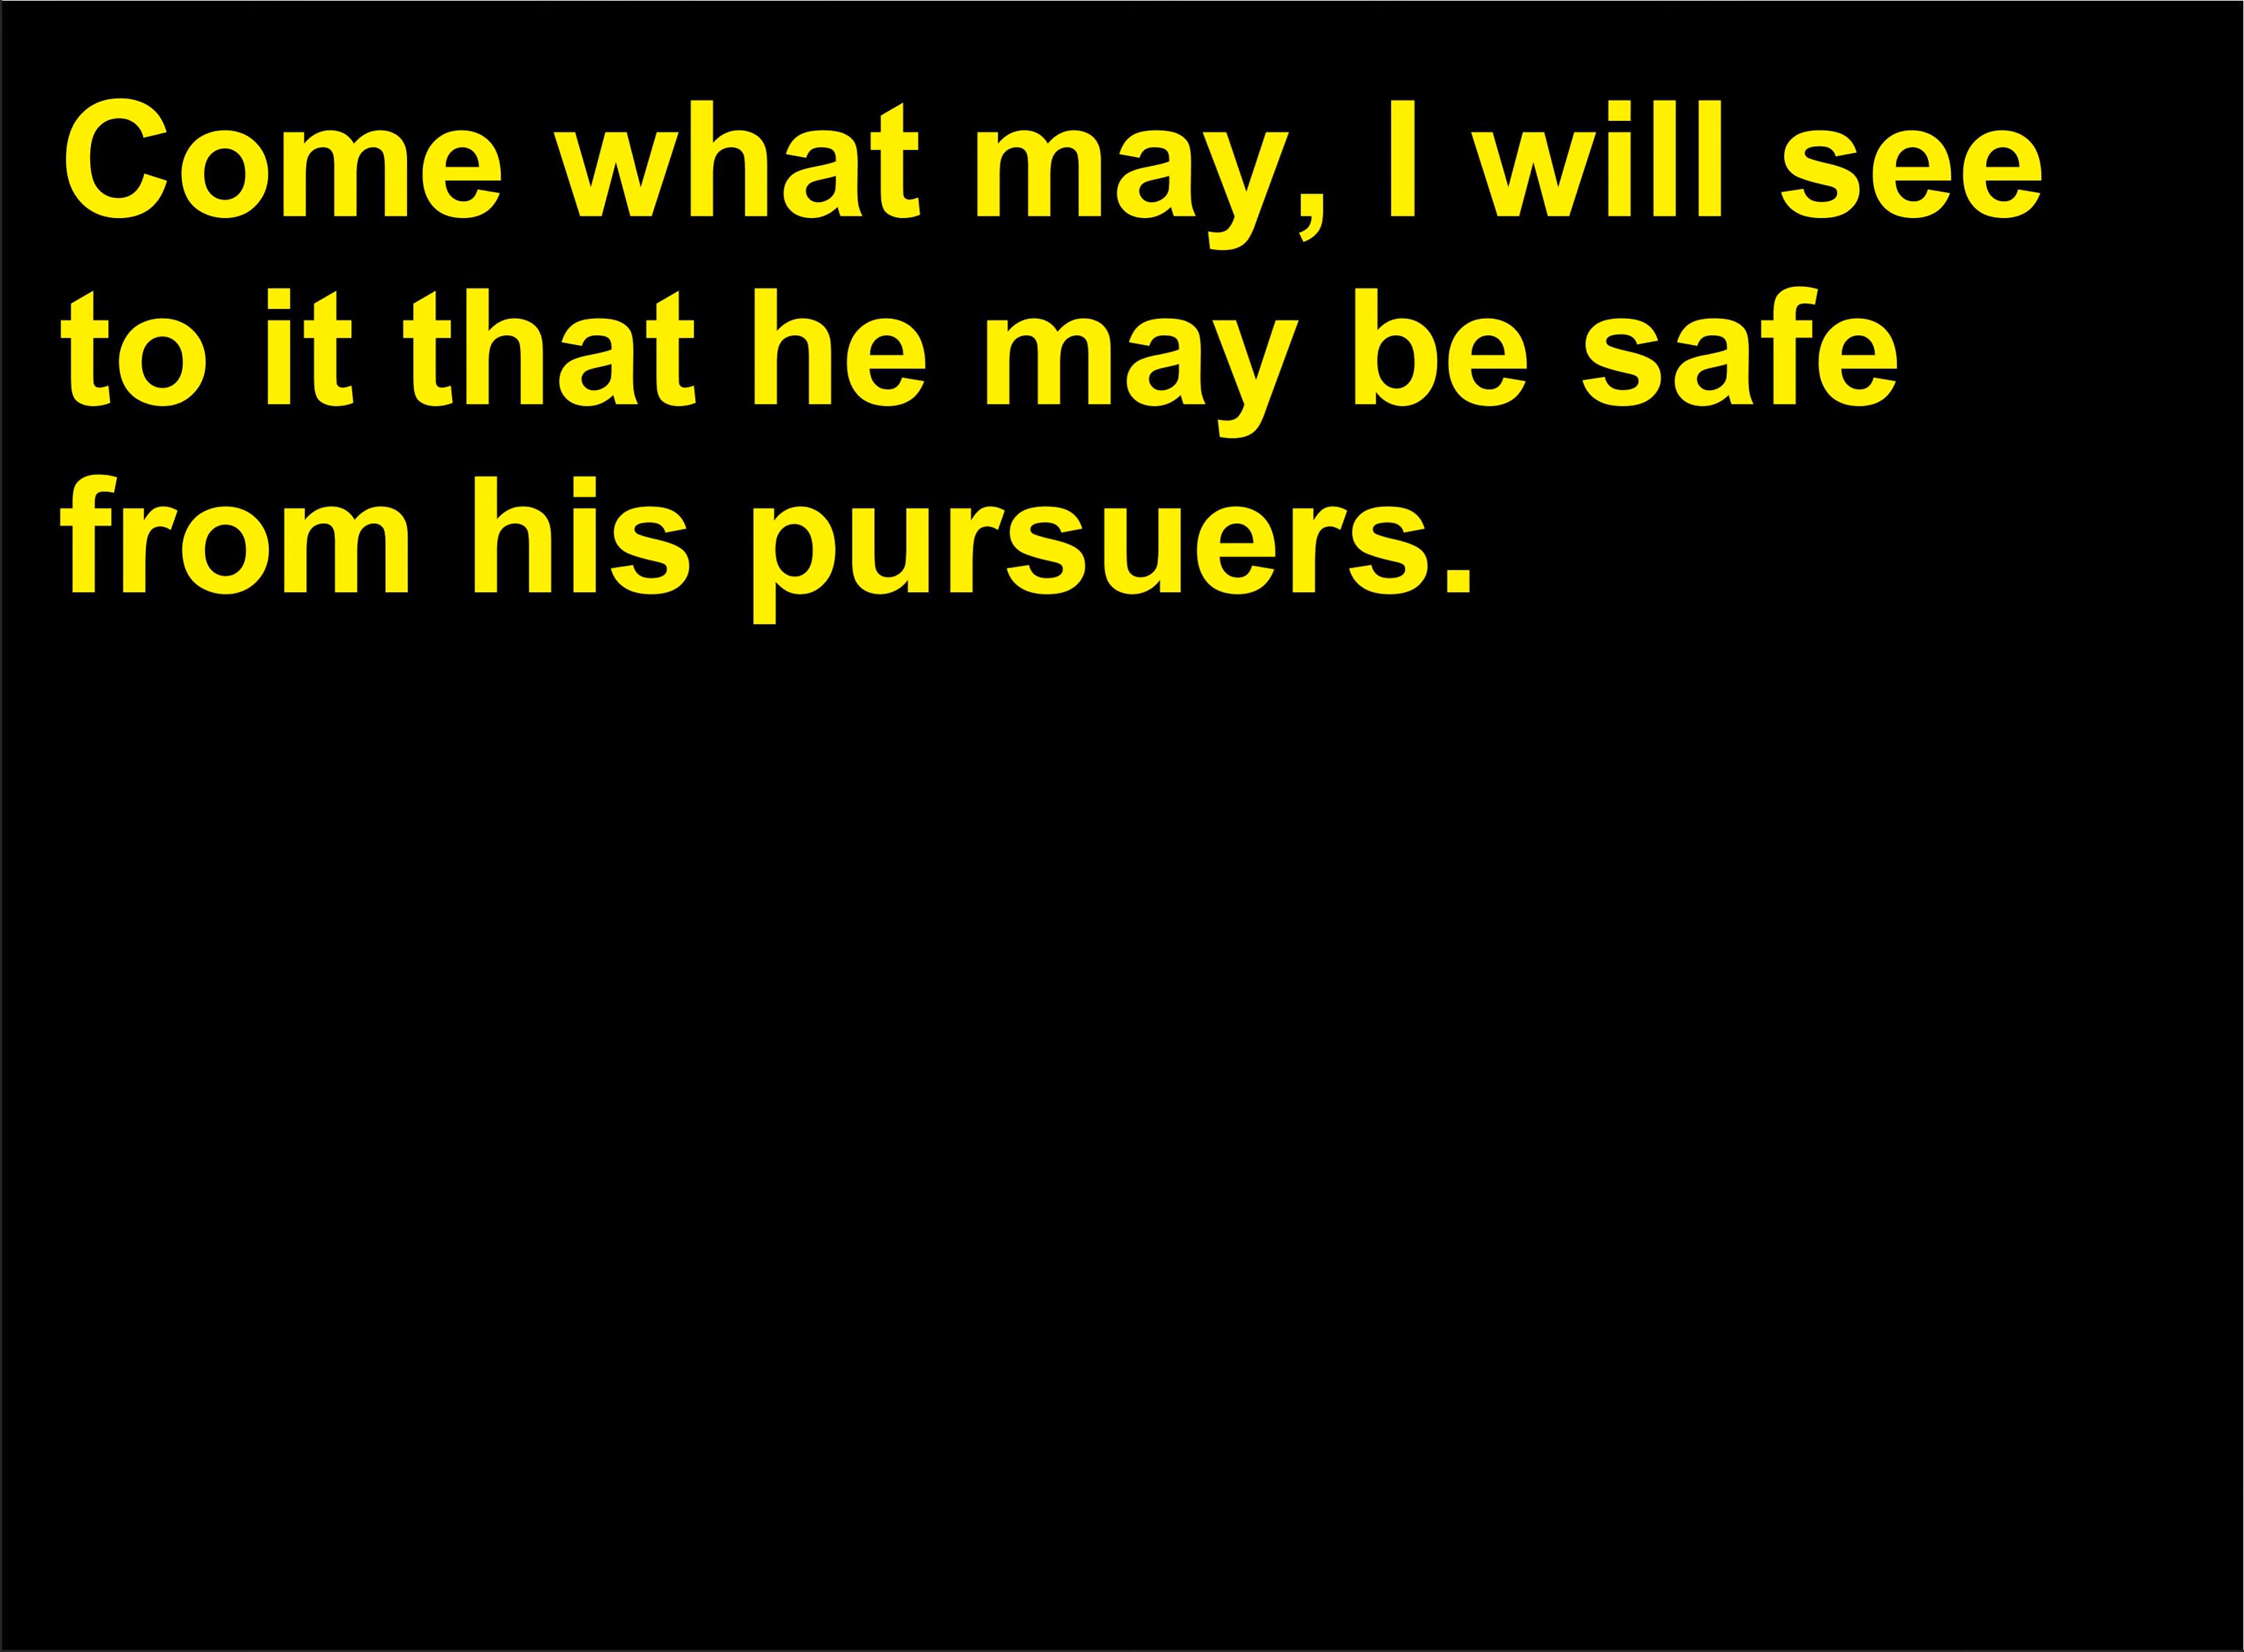 Come what may, I will see
to it that he may be safe
from his pursuers.